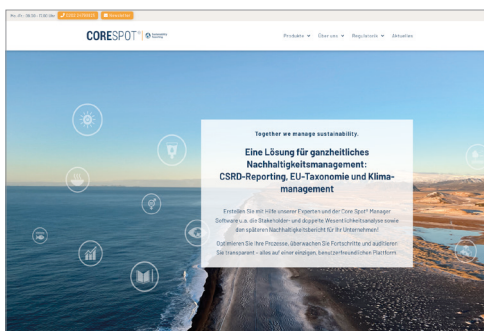 CORESPOT
Produkte Über uns Regulatorik Aktuelles
Together we manage sustainability.
Eine Lösung für ganzheitliches
Nachhaltigkeitsmanagement:
CSRD-Reporting, EU-Taxonomie und Klima-
management
Erstellen Sie mit Hilfe unserer Experten und der Core Spot® Manager
Software u.a. die Stakeholder- und doppelte Wesentlichkeitsanalyse sowie
den späteren Nachhaltigkeitsbericht für Ihr Unternehmen!
Optimieren Sie Ihre Prozesse, überwachen Sie Fortschritte und auditieren
Sie transparent – alles auf einer einzigen, benutzerfreundlichen Plattform.